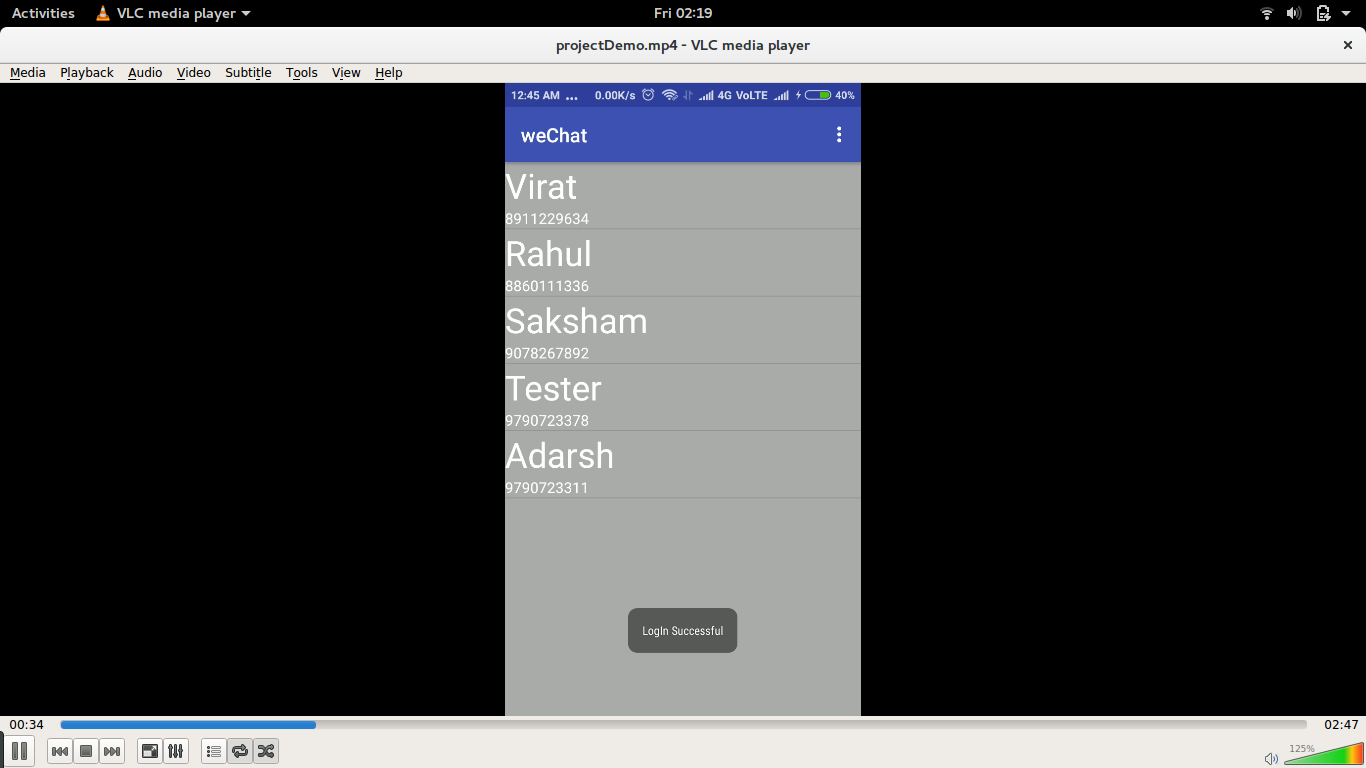 Activities VLC media player Fri 02:19
projectDemo.mp4 - VLC media player
Media Playback Audio Video Subtitle Tools View Help
12:45 AM ... 0.00K/s 4G VoLTE 40%
weChat
Virat
8911229634
Rahul
8860111336
Saksham
9078267892
Tester
9790723378
Adarsh
9790723311
LogIn Successful
00:34 02:47
125%